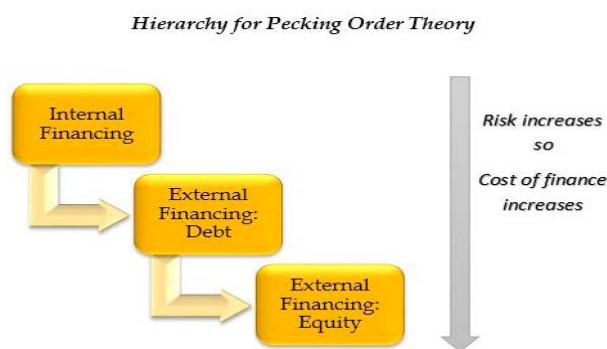 Hierarchy for Pecking Order Theory
Internal
Financing
External
Financing:
Debt
External
Financing:
Equity
Risk increases
so
Cost of finance
increases